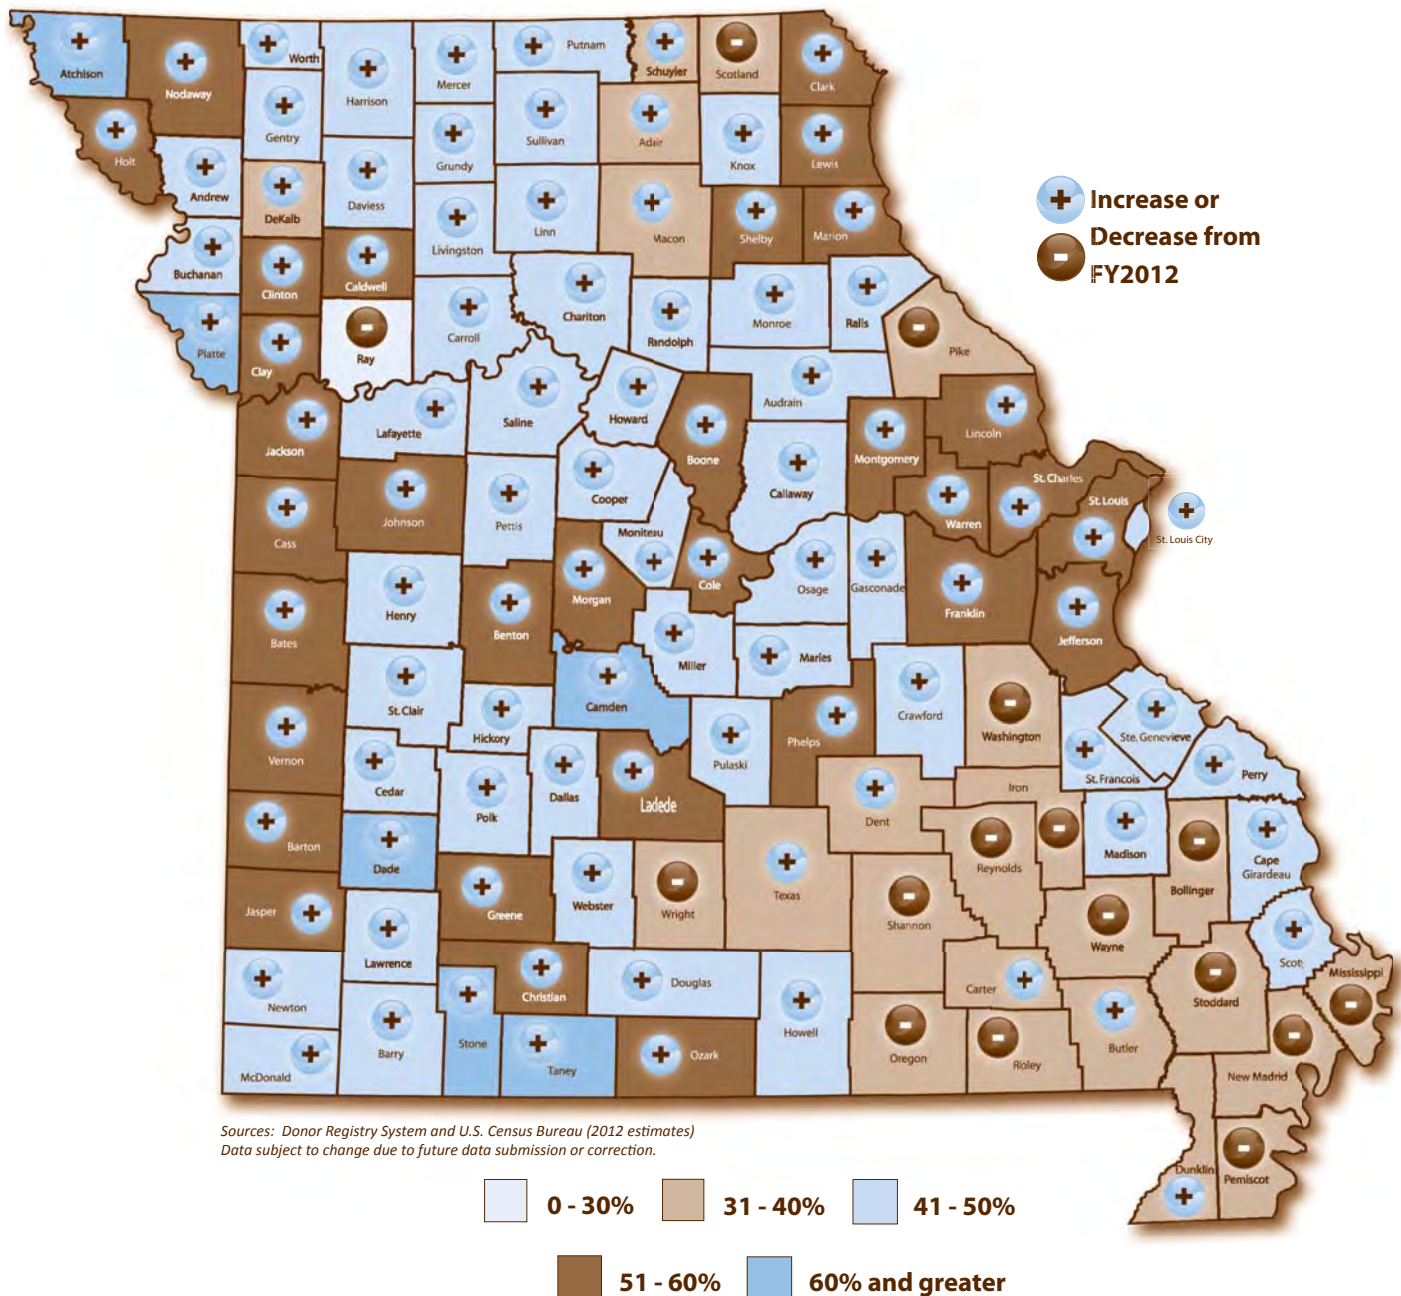 Atchison
Nodaway
Worth
Harrison
Mercer
Putnam
Schuyler
Scotland
Clark
Holt
Gentry
Grundy
Sullivan
Adair
Knox
Lewis
Andrew
DeKalb
Daviess
Livingston
Linn
Macon
Shelby
Marion
Buchanan
Clinton
Caldwell
Carroll
Chariton
Randolph
Monroe
Ralls
Pike
Platte
Clay
Ray
Increase or
Decrease from
FY2012
Jackson
Lafayette
Saline
Howard
Boone
Audrain
Callaway
Montgomery
Lincoln
Warren
St. Charles
St. Louis
St. Louis City
Cass
Johnson
Pettis
Cooper
Moniteau
Morgan
Cole
Osage
Gasconade
Franklin
Jefferson
Bates
Henry
Benton
Miller
Maries
Vernon
St. Clair
Hickory
Camden
Pulaski
Phelps
Crawford
Washington
St. Francois
Ste. Genevieve
Perry
Barton
Cedar
Polk
Dallas
Ladede
Dent
Iron
Reynolds
Madison
Bollinger
Cape
Girardeau
Jasper
Dade
Greene
Webster
Wright
Texas
Shannon
Wayne
Scot
Mississippi
Stoddard
Newton
Lawrence
Christian
Douglas
Howell
Carter
Butler
McDonald
Barry
Stone
Taney
Ozark
Oregon
Rioley
New Madrid
Dunklin
Pemiscot
Sources: Donor Registry System and U.S. Census Bureau (2012 estimates)
Data subject to change due to future data submission or correction.
0 - 30%
31 - 40%
41 - 50%
51 - 60%
60% and greater